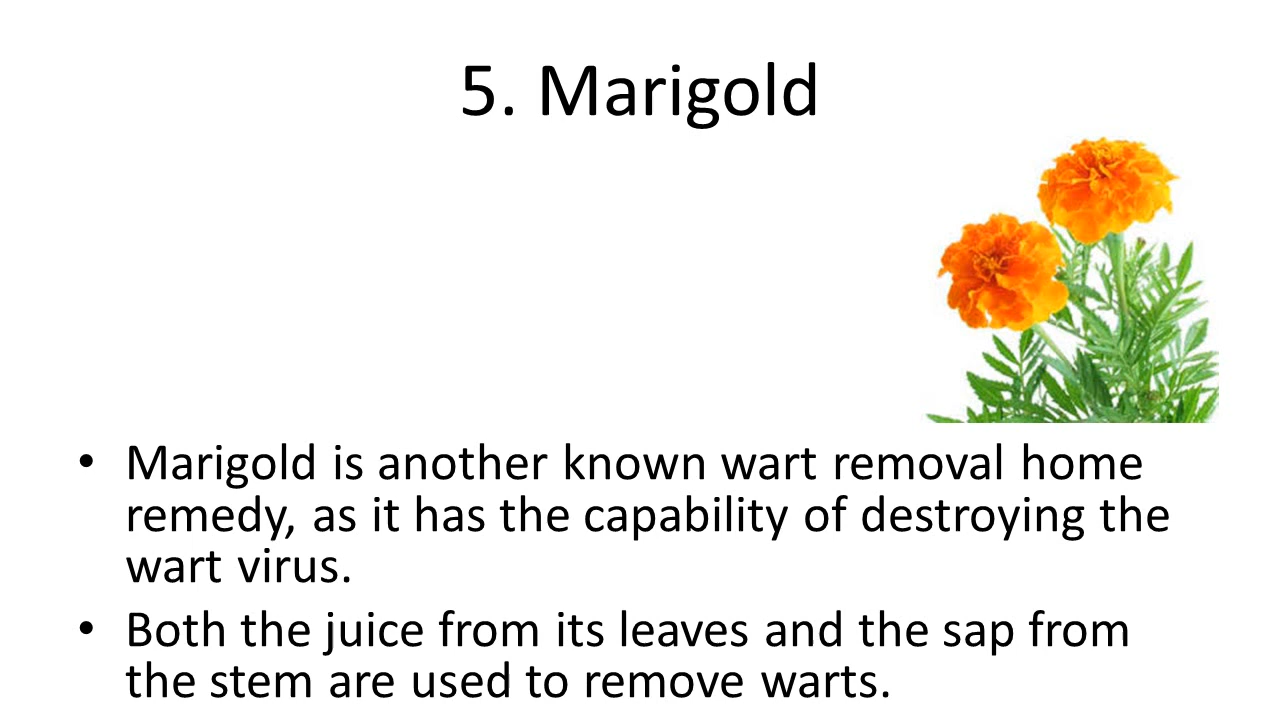 5. Marigold
• Marigold is another known wart removal home
remedy, as it has the capability of destroying the
wart virus.
• Both the juice from its leaves and the sap from
the stem are used to remove warts.